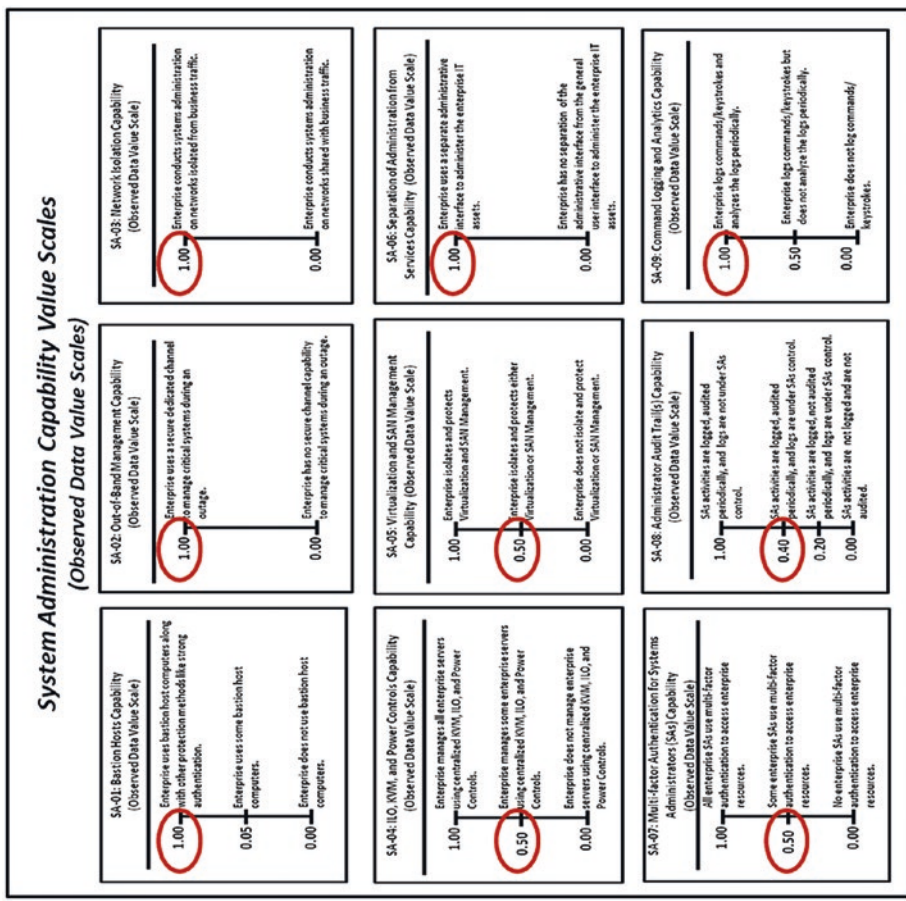 System Administration Capability Value Scales
(Observed Data Value Scales)
SA-01: Bastion Hosts Capability
(Observed Data Value Scale)
1.00
Enterprise uses bastion host computers along
with other protection methods like strong
authentication.
0.05
Enterprise uses some bastion host
computers.
0.00
Enterprise does not use bastion host
computers.
SA-02: Out-of-Band Management Capability
(Observed Data Value Scale)
1.00
Enterprise uses a secure dedicated channel
to manage critical systems during an
outage.
0.00
Enterprise has no secure channel capability
to manage critical systems during an outage.
SA-03: Network Isolation Capability
(Observed Data Value Scale)
1.00
Enterprise conducts systems administration
on networks isolated from business traffic.
0.00
Enterprise conducts systems administration
on networks shared with business traffic.
SA-04: ILO, KVM, and Power Controls Capability
(Observed Data Value Scale)
1.00
Enterprise manages all enterprise servers
using centralized KVM, ILO, and Power
Controls.
0.50
Enterprise manages some enterprise servers
using centralized KVM, ILO, and Power
Controls.
0.00
Enterprise does not manage enterprise
servers using centralized KVM, ILO, and
Power Controls.
SA-05: Virtualization and SAN Management
Capability (Observed Data Value Scale)
1.00
Enterprise isolates and protects
Virtualization and SAN Management.
0.50
Enterprise isolates and protects either
Virtualization or SAN Management.
0.00
Enterprise does not isolate and protect
Virtualization or SAN Management.
SA-06: Separation of Administration from
Services Capability (Observed Data Value Scale)
1.00
Enterprise uses a separate administrative
interface to administer the enterprise IT
assets.
0.00
Enterprise has no separation of the
administrative interface from the general
user interface to administer the enterprise IT
assets.
SA-07: Multi-factor Authentication for Systems
Administrators (SAs) Capability
(Observed Data Value Scale)
1.00
All enterprise SAs use multi-factor
authentication to access enterprise
resources.
0.50
Some enterprise SAs use multi-factor
authentication to access enterprise
resources.
0.00
No enterprise SAs use multi-factor
authentication to access enterprise
resources.
SA-08: Administrator Audit Trail(s) Capability
(Observed Data Value Scale)
1.00
SAs activities are logged, audited
periodically, and logs are not under SAs
control.
0.40
SAs activities are logged, audited
periodically, and logs are under SAs control.
0.20
SAs activities are logged, not audited
periodically, and logs are under SAs control.
0.00
SAs activities are not logged and are not
audited.
SA-09: Command Logging and Analytics Capability
(Observed Data Value Scale)
1.00
Enterprise logs commands/keystrokes and
analyzes the logs periodically.
0.50
Enterprise logs commands/keystrokes but
does not analyze the logs periodically.
0.00
Enterprise does not log commands/
keystrokes.